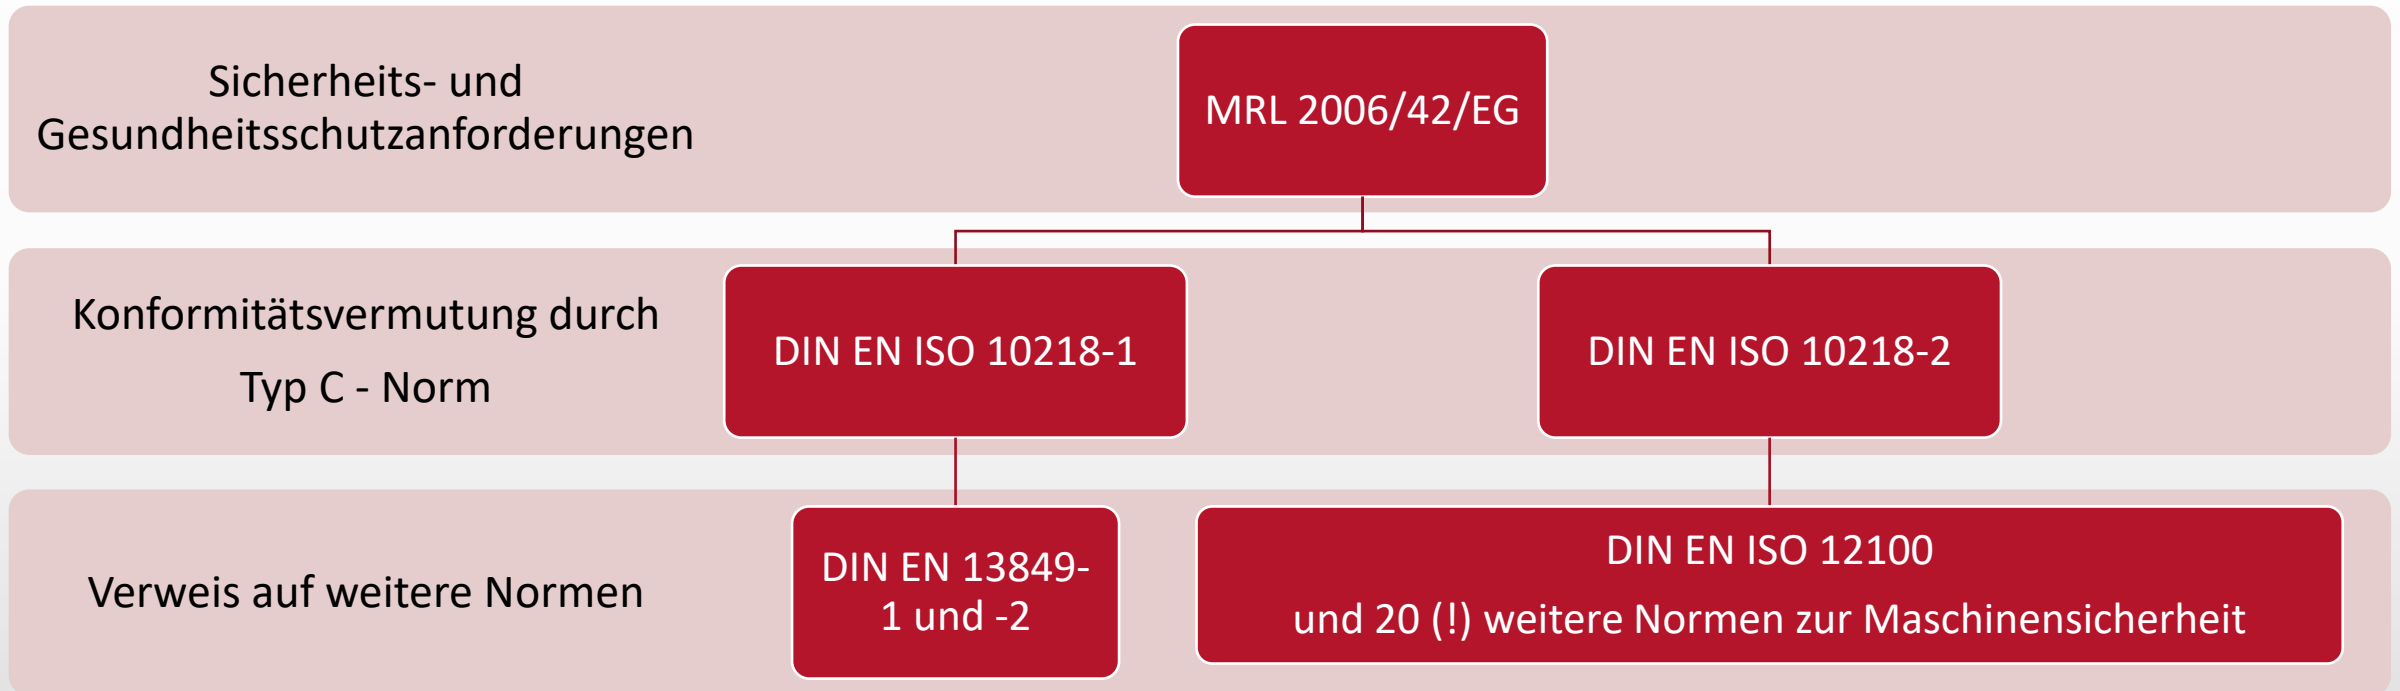 Sicherheits- und
Gesundheitsschutzanforderungen
MRL 2006/42/EG
Konformitätsvermutung durch
Typ C - Norm
DIN EN ISO 10218-1
DIN EN ISO 10218-2
Verweis auf weitere Normen
DIN EN 13849-
1 und -2
DIN EN ISO 12100
und 20 (!) weitere Normen zur Maschinensicherheit